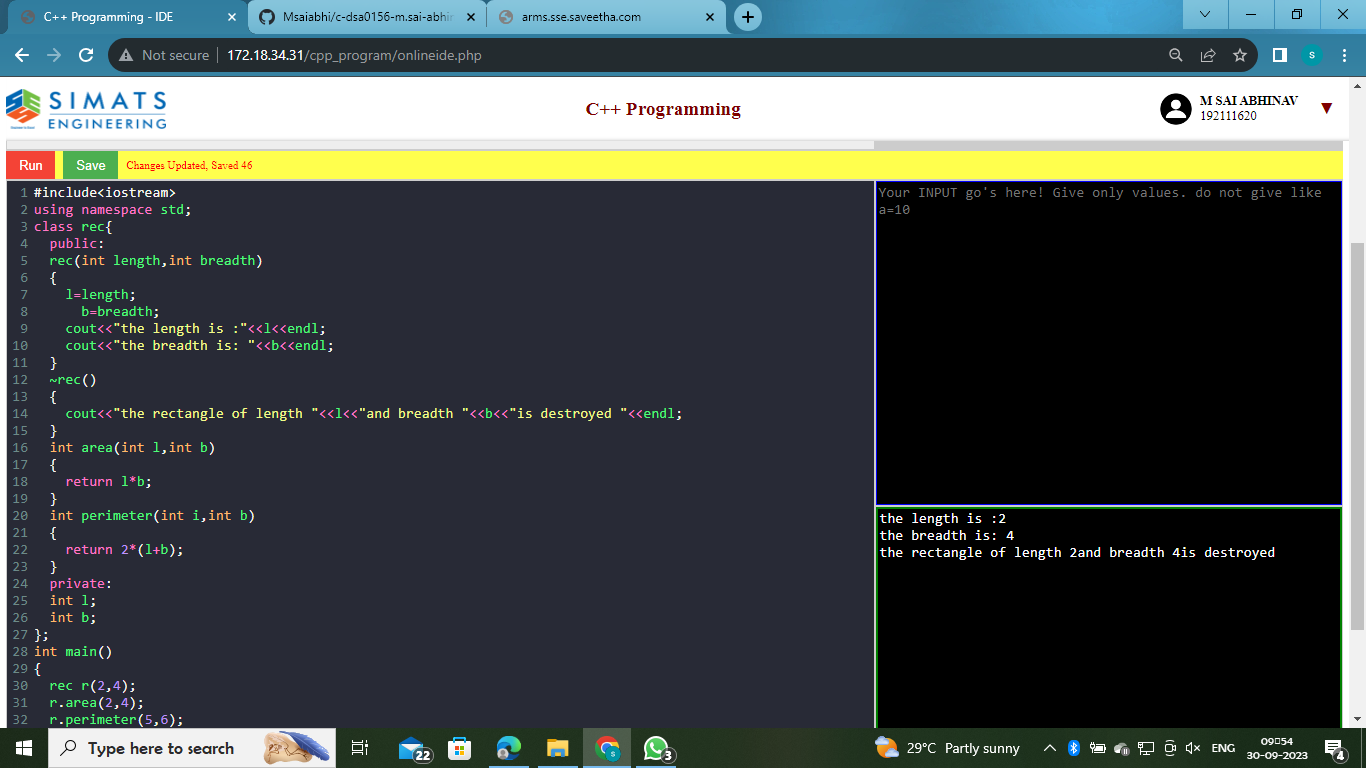 C++ Programming - IDE
Msaiabhi/c-dsa0156-m.sai-abhin
arms.sse.saveetha.com
Not secure
172.18.34.31/cpp_program/onlineide.php
S
SIMATS
ENGINEERING
C++ Programming
M SAI ABHINAV
192111620
Run
Save
Changes Updated, Saved 46
1 #include<iostream>
2 using namespace std;
3 class rec{
4   public:
5   rec(int length,int breadth)
6   {
7     l=length;
8       b=breadth;
9     cout<<"the length is :"<<l<<endl;
10     cout<<"the breadth is: "<<b<<endl;
11   }
12   ~rec()
13   {
14     cout<<"the rectangle of length "<<l<<"and breadth "<<b<<"is destroyed "<<endl;
15   }
16   int area(int l,int b)
17   {
18     return l*b;
19   }
20   int perimeter(int i,int b)
21   {
22     return 2*(l+b);
23   }
24   private:
25   int l;
26   int b;
27 };
28 int main()
29 {
30   rec r(2,4);
31   r.area(2,4);
32   r.perimeter(5,6);
Your INPUT go's here! Give only values. do not give like
a=10
the length is :2
the breadth is: 4
the rectangle of length 2and breadth 4is destroyed
Type here to search
22
S
3
29°C Partly sunny
ENG
09:54
30-09-2023
4